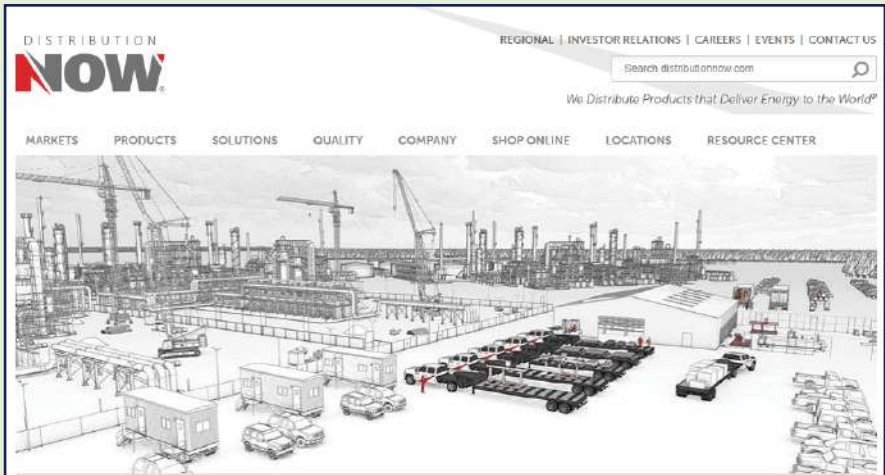 DISTRIBUTION
NOW®
REGIONAL | INVESTOR RELATIONS | CAREERS | EVENTS | CONTACT US
Search distributionnow.com
We Distribute Products that Deliver Energy to the World®
MARKETS PRODUCTS SOLUTIONS QUALITY COMPANY SHOP ONLINE LOCATIONS RESOURCE CENTER